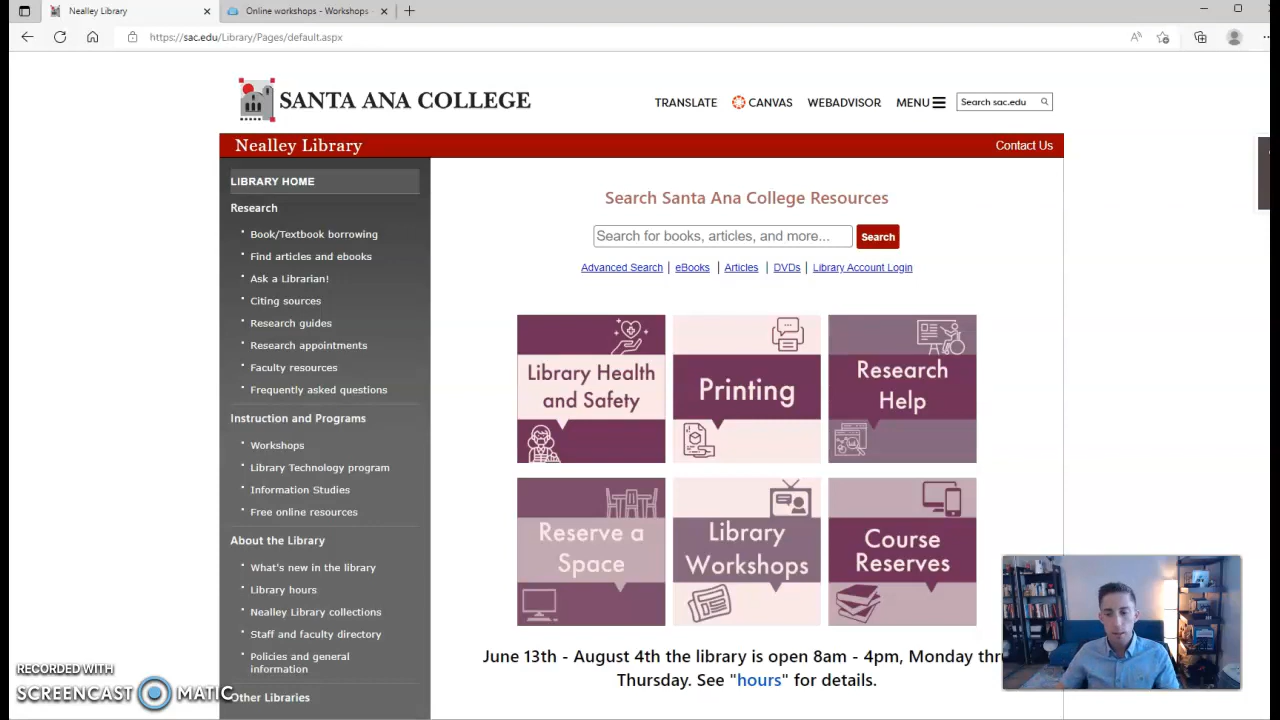 Nealley Library
Online workshops - Workshops
https://sac.edu/Library/Pages/default.aspx
SANTA ANA COLLEGE
TRANSLATE
CANVAS
WEBADVISOR
MENU
Search sac.edu
Nealley Library
Contact Us
LIBRARY HOME
Research
Book/Textbook borrowing
Find articles and ebooks
Ask a Librarian!
Citing sources
Research guides
Research appointments
Faculty resources
Frequently asked questions
Instruction and Programs
Workshops
Library Technology program
Information Studies
Free online resources
About the Library
What's new in the library
Library hours
Nealley Library collections
Staff and faculty directory
Policies and general
information
Other Libraries
Search Santa Ana College Resources
Search for books, articles, and more...
Search
Advanced Search | eBooks | Articles | DVDs | Library Account Login
Library Health
and Safety
Printing
Research
Help
Reserve a
Space
Library
Workshops
Course
Reserves
June 13th - August 4th the library is open 8am - 4pm, Monday thr
Thursday. See "hours" for details.
RECORDED WITH
SCREENCAST MATIC